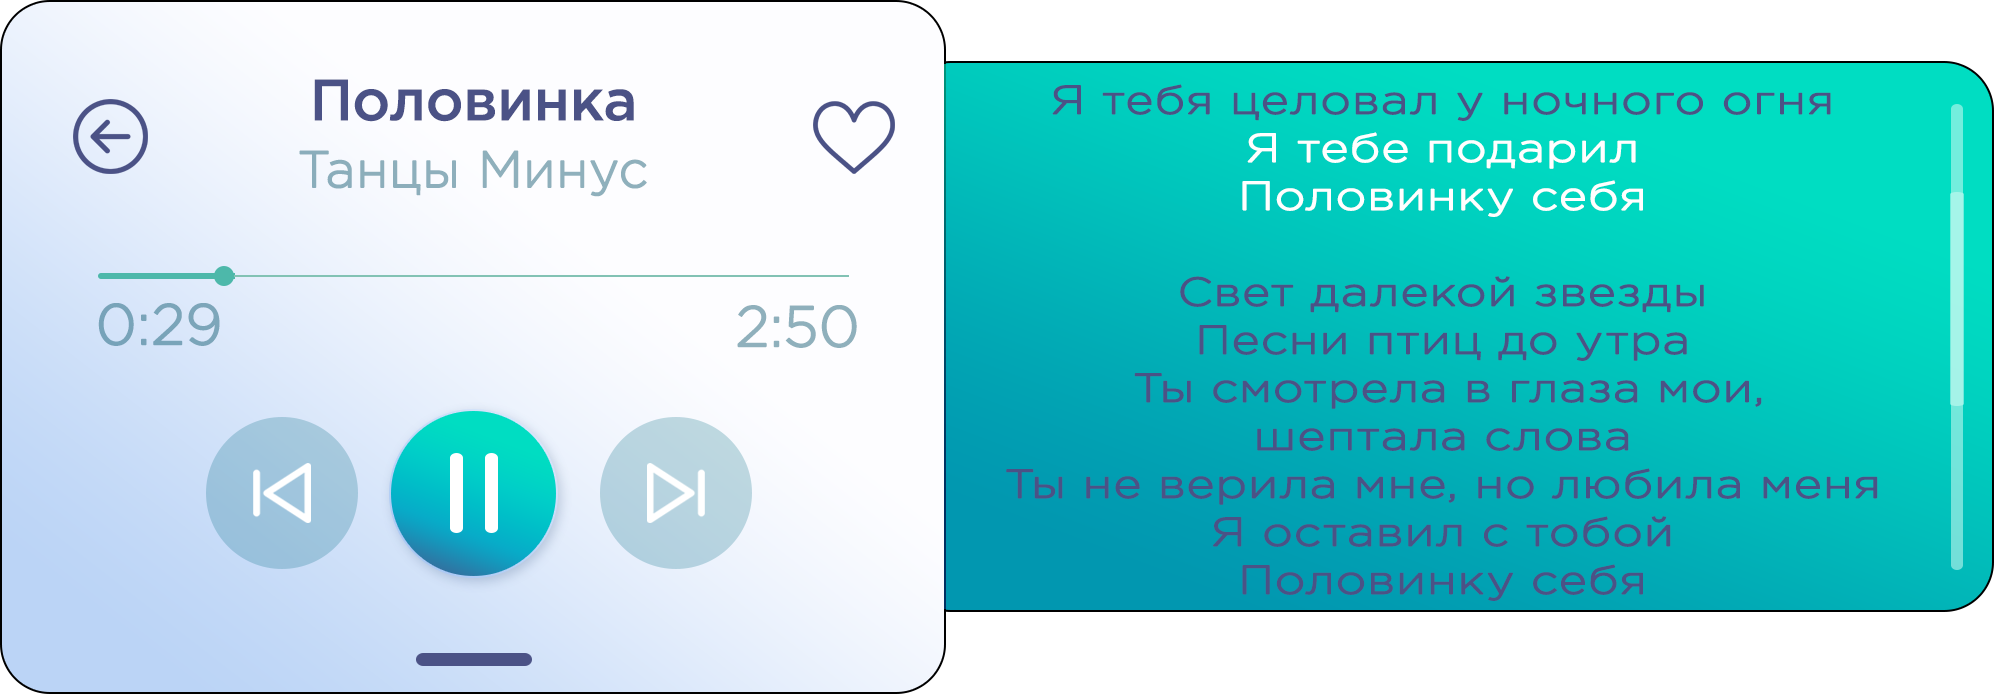 Половинка
Танцы Минус
0:29
2:50
Я тебя целовал у ночного огня
Я тебе подарил
Половинку себя
Свет далекой звезды
Песни птиц до утра
Ты смотрела в глаза мои,
шептала слова
Ты не верила мне, но любила меня
Я оставил с тобой
Половинку себя